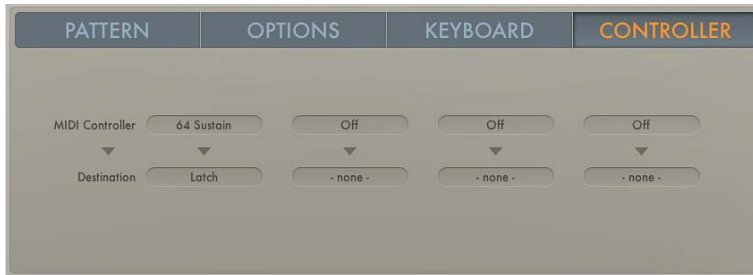 PATTERN OPTIONS KEYBOARD CONTROLLER
MIDI Controller 64 Sustain Off Off Off
Destination Latch - none - - none - - none -